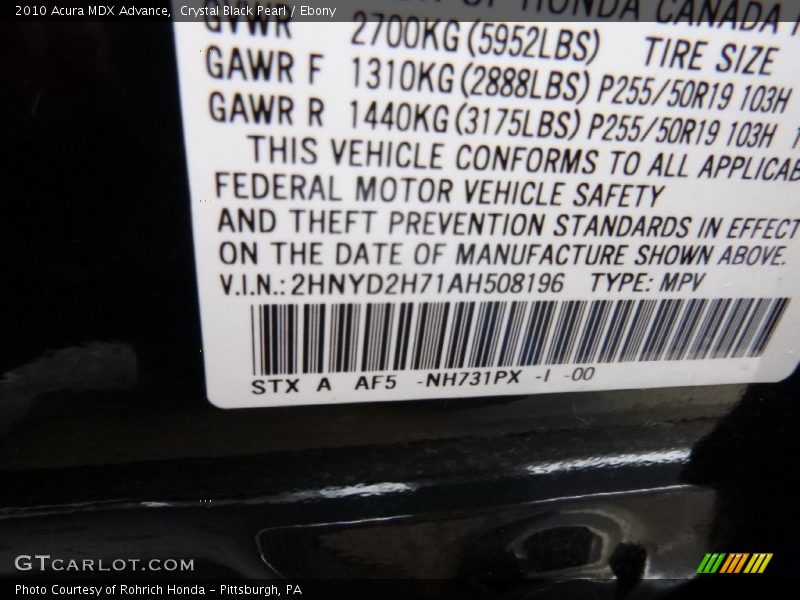 2010 Acura MDX Advance, Crystal Black Pearl / Ebony
OF HONDA CANADA
GVWR 2700KG (5952LBS) TIRE SIZE
GAWR F 1310KG (2888LBS) P255/50R19 103H
GAWR R 1440KG (3175LBS) P255/50R19 103H
THIS VEHICLE CONFORMS TO ALL APPLICAB
FEDERAL MOTOR VEHICLE SAFETY
AND THEFT PREVENTION STANDARDS IN EFFECT
ON THE DATE OF MANUFACTURE SHOWN ABOVE.
V.I.N.: 2HNYD2H71AH508196 TYPE: MPV
STX A AF5 -NH731PX -I -00
GTCARLOT.COM
Photo Courtesy of Rohrich Honda - Pittsburgh, PA